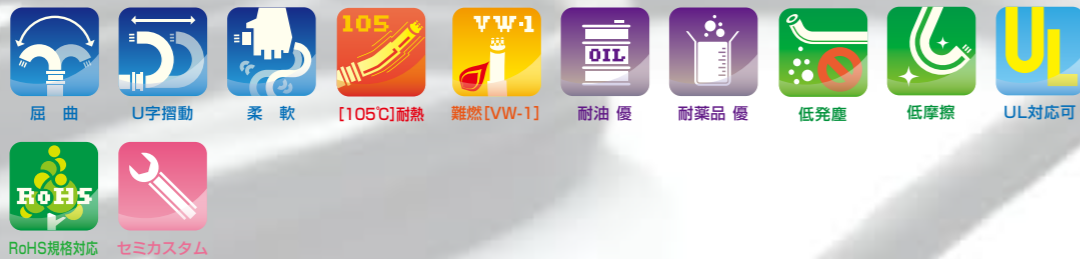 105
VW-1
OIL
UL
屈 曲
U字摺動
柔 軟
[105℃]耐熱
難燃[VW-1]
耐油 優
耐薬品 優
低発塵
低摩擦
UL対応可
RoHS
RoHS規格対応
セミカスタム